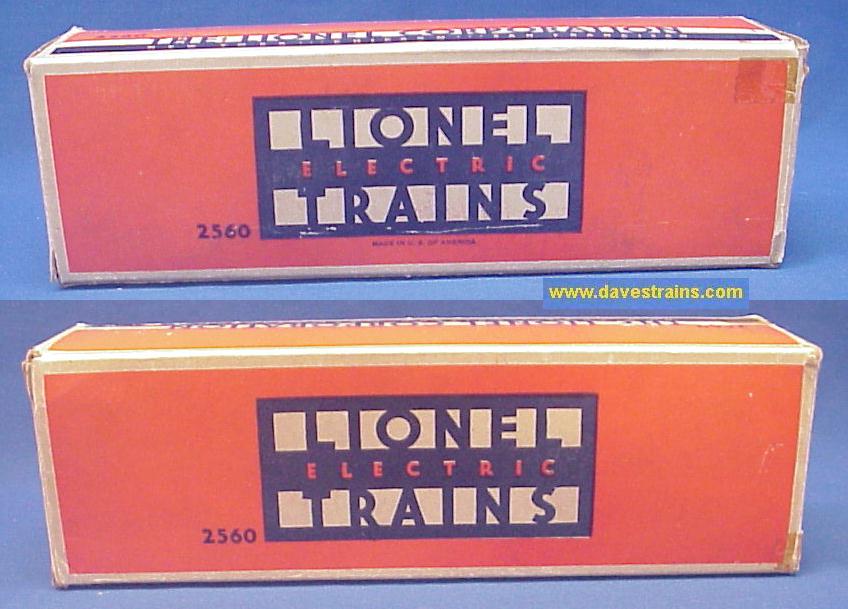 LIONEL
ELECTRIC
TRAINS
2560
MADE IN U. S. OF AMERICA
www.davestrains.com
LIONEL
ELECTRIC
TRAINS
2560